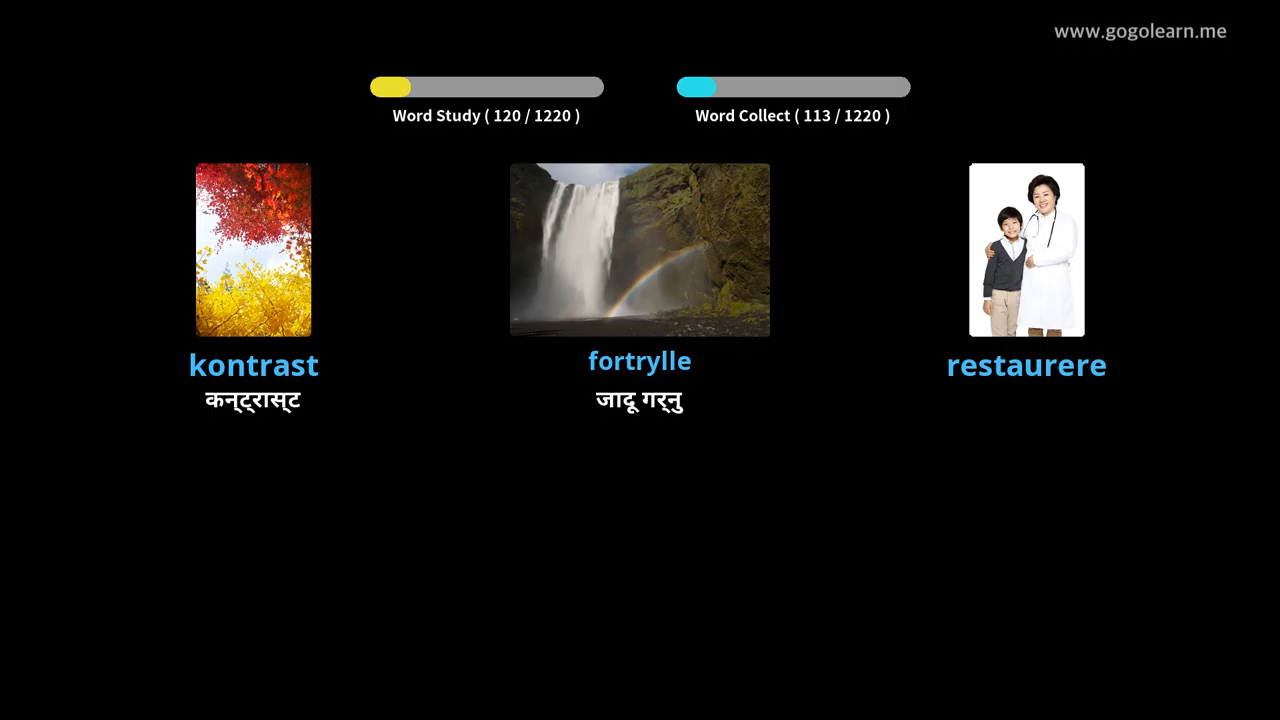 www.gogolearn.me
Word Study ( 120 / 1220 )
Word Collect ( 113 / 1220 )
kontrast
कन्ट्रास्ट
fortrylle
जादू गर्नु
restaurere